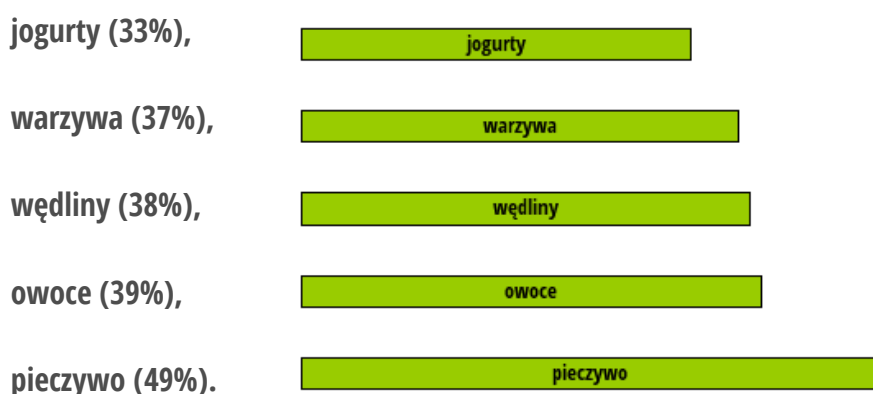 jogurty (33%),
jogurty
warzywa (37%),
warzywa
wędliny (38%),
wędliny
owoce (39%),
owoce
pieczywo (49%).
pieczywo